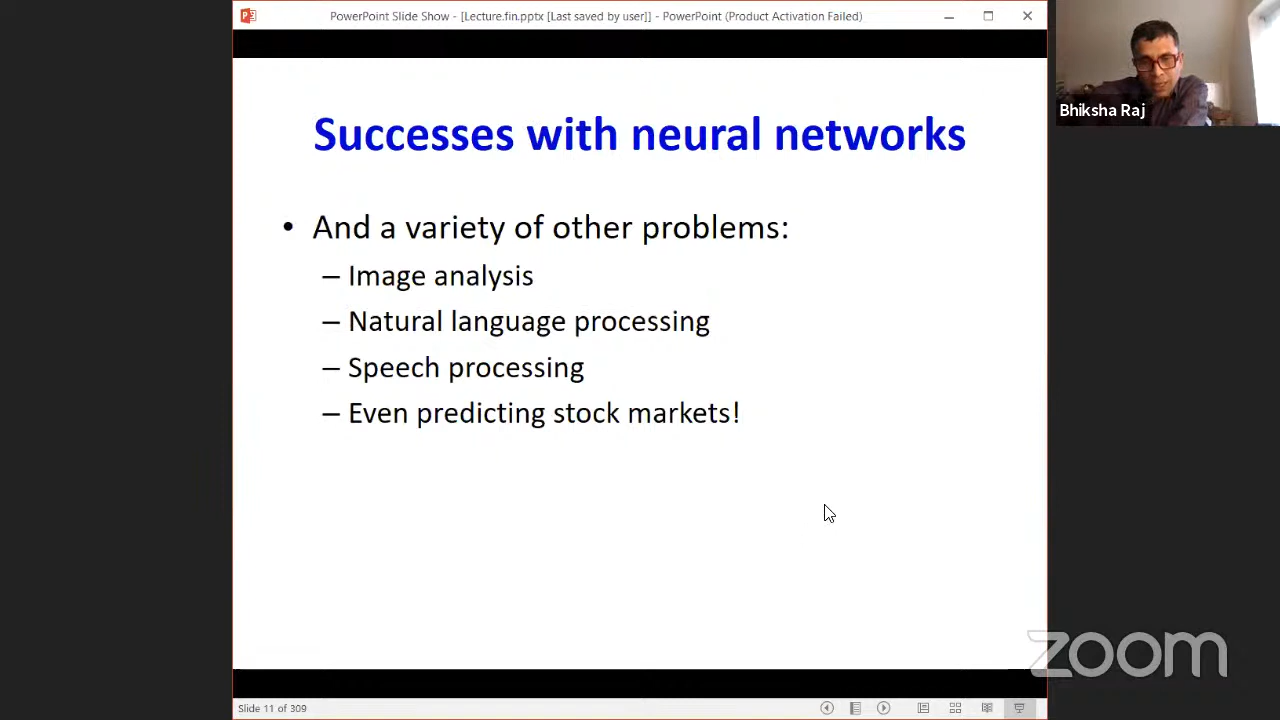 PowerPoint Slide Show - [Lecture.fin.pptx [Last saved by user]] - PowerPoint (Product Activation Failed)
Bhiksha Raj
Successes with neural networks
• And a variety of other problems:
– Image analysis
– Natural language processing
– Speech processing
– Even predicting stock markets!
zoom
Slide 11 of 309